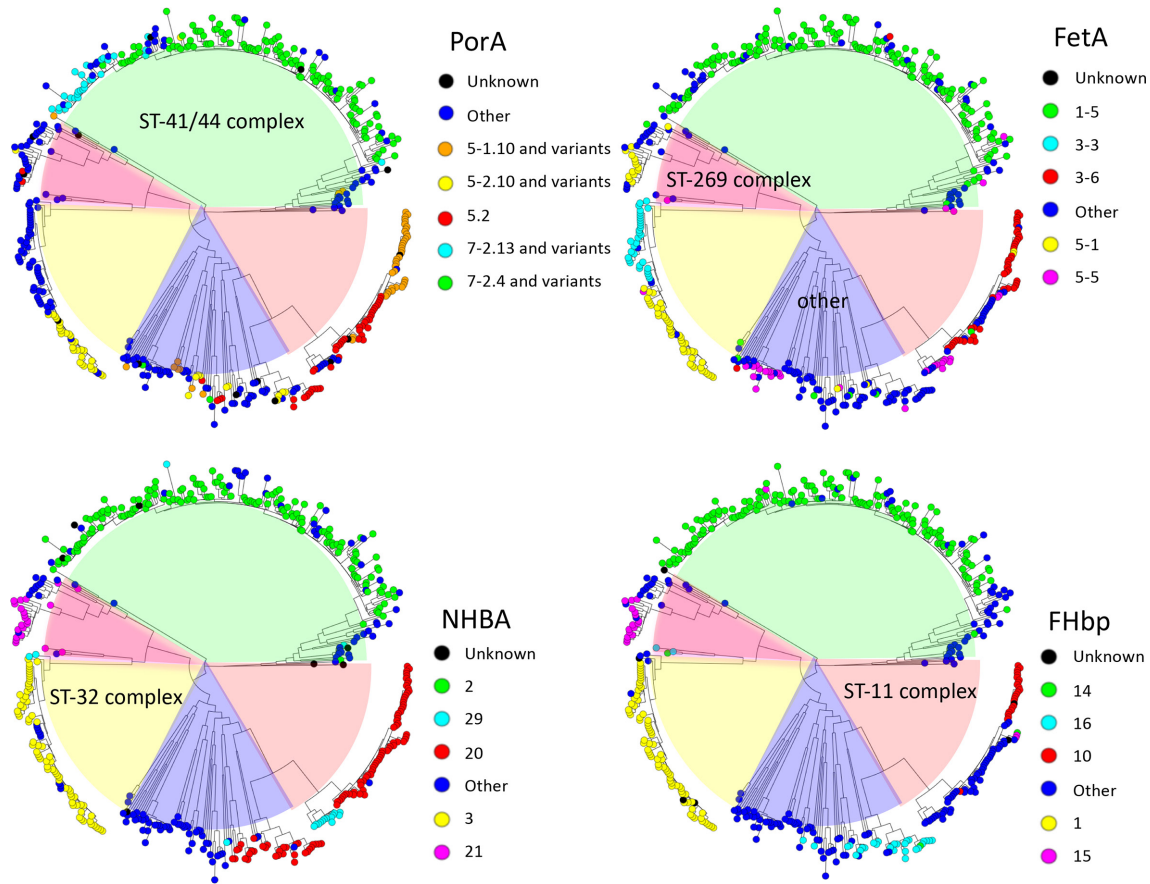 PorA
Unknown
Other
5-1.10 and variants
5-2.10 and variants
5.2
7-2.13 and variants
7-2.4 and variants
ST-41/44 complex
FetA
Unknown
1-5
3-3
3-6
Other
5-1
5-5
ST-269 complex
other
NHBA
Unknown
2
29
20
Other
3
21
ST-32 complex
FHbp
Unknown
14
16
10
Other
1
15
ST-11 complex